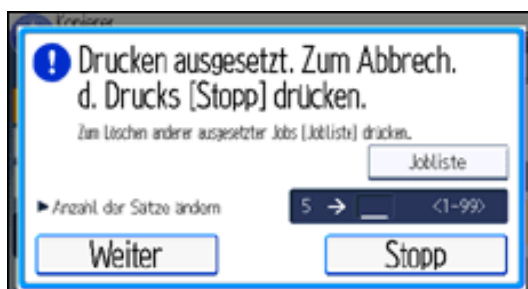 Kopierer
Drucken ausgesetzt. Zum Abbrech.
d. Drucks [Stopp] drücken.
Zum Löschen anderer ausgesetzter Jobs [Jobliste] drücken.
Jobliste
▶Anzahl der Sätze ändern 5 → __ <1-99>
Weiter Stopp